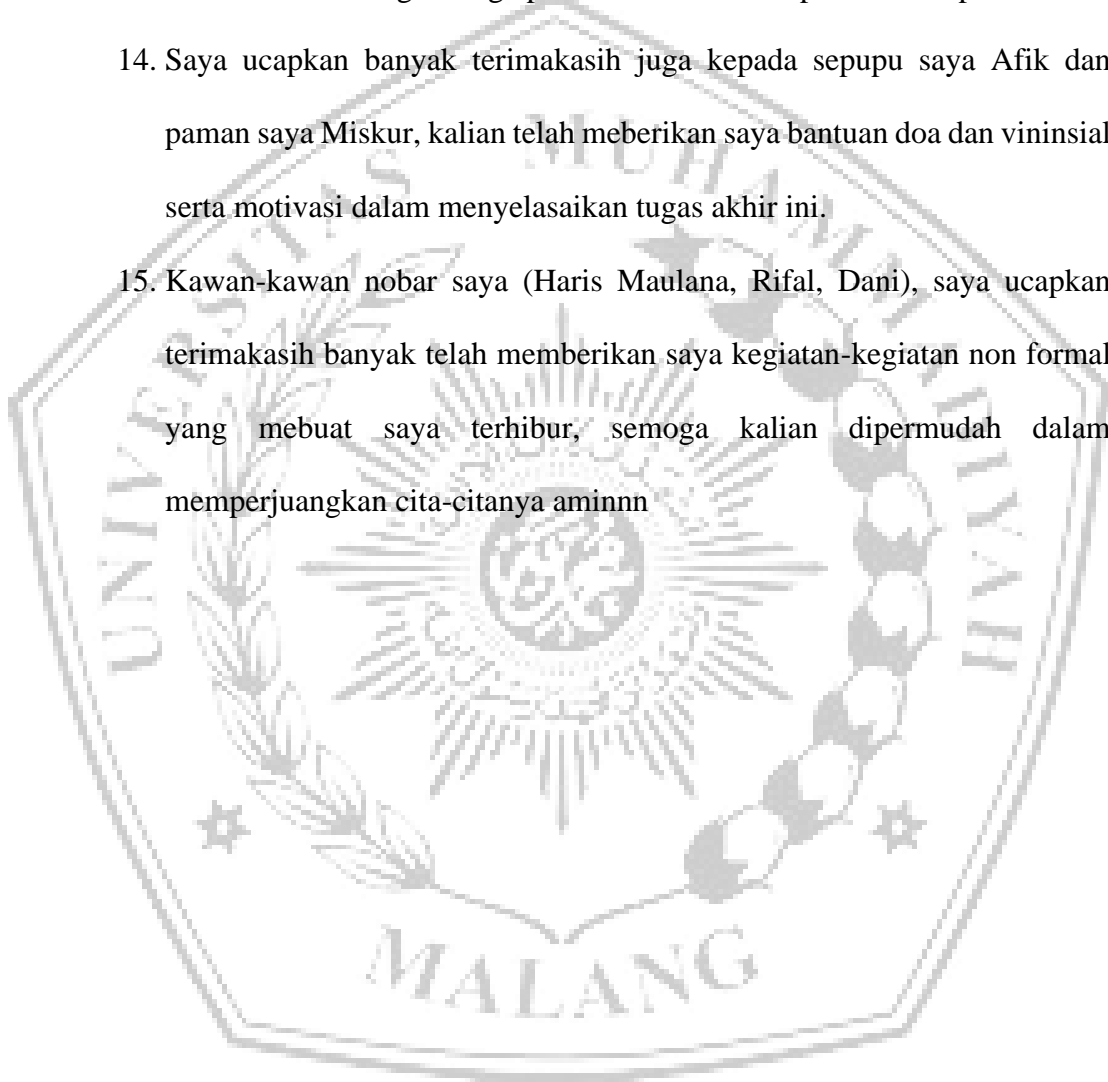 14. Saya ucapkan banyak terimakasih juga kepada sepupu saya Afik dan
paman saya Miskur, kalian telah meberikan saya bantuan doa dan vininsial
serta motivasi dalam menyelasaikan tugas akhir ini.
15. Kawan-kawan nobar saya (Haris Maulana, Rifal, Dani), saya ucapkan
terimakasih banyak telah memberikan saya kegiatan-kegiatan non formal
yang mebuat saya terhibur, semoga kalian dipermudah dalam
memperjuangkan cita-citanya aminnn
UNIVERSITAS MUHAMMADIYAH
MALANG